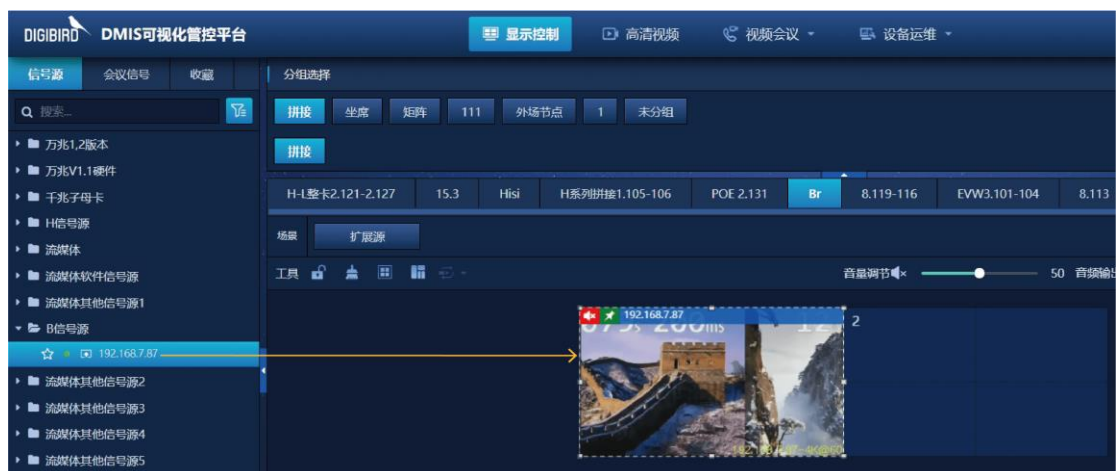 DIGIBIRD DMIS可视化管控平台 显示控制 高清视频 视频会议 设备运维
信号源 会议信号 收藏 分组选择
搜索...
拼接 坐席 矩阵 111 外场节点 1 未分组
万兆1,2版本
拼接
万兆V1.1硬件
千兆子母卡
H-L整卡2.121-2.127 15.3 Hisi H系列拼接1.105-106 POE 2.131 Br 8.119-116 EVW3.101-104 8.113
H信号源
场景 扩展源
流媒体
流媒体软件信号源
工具 音量调节 50 音频输出
流媒体其他信号源1
B信号源
192.168.7.87 2
192.168.7.87
流媒体其他信号源2
流媒体其他信号源3
流媒体其他信号源4
流媒体其他信号源5